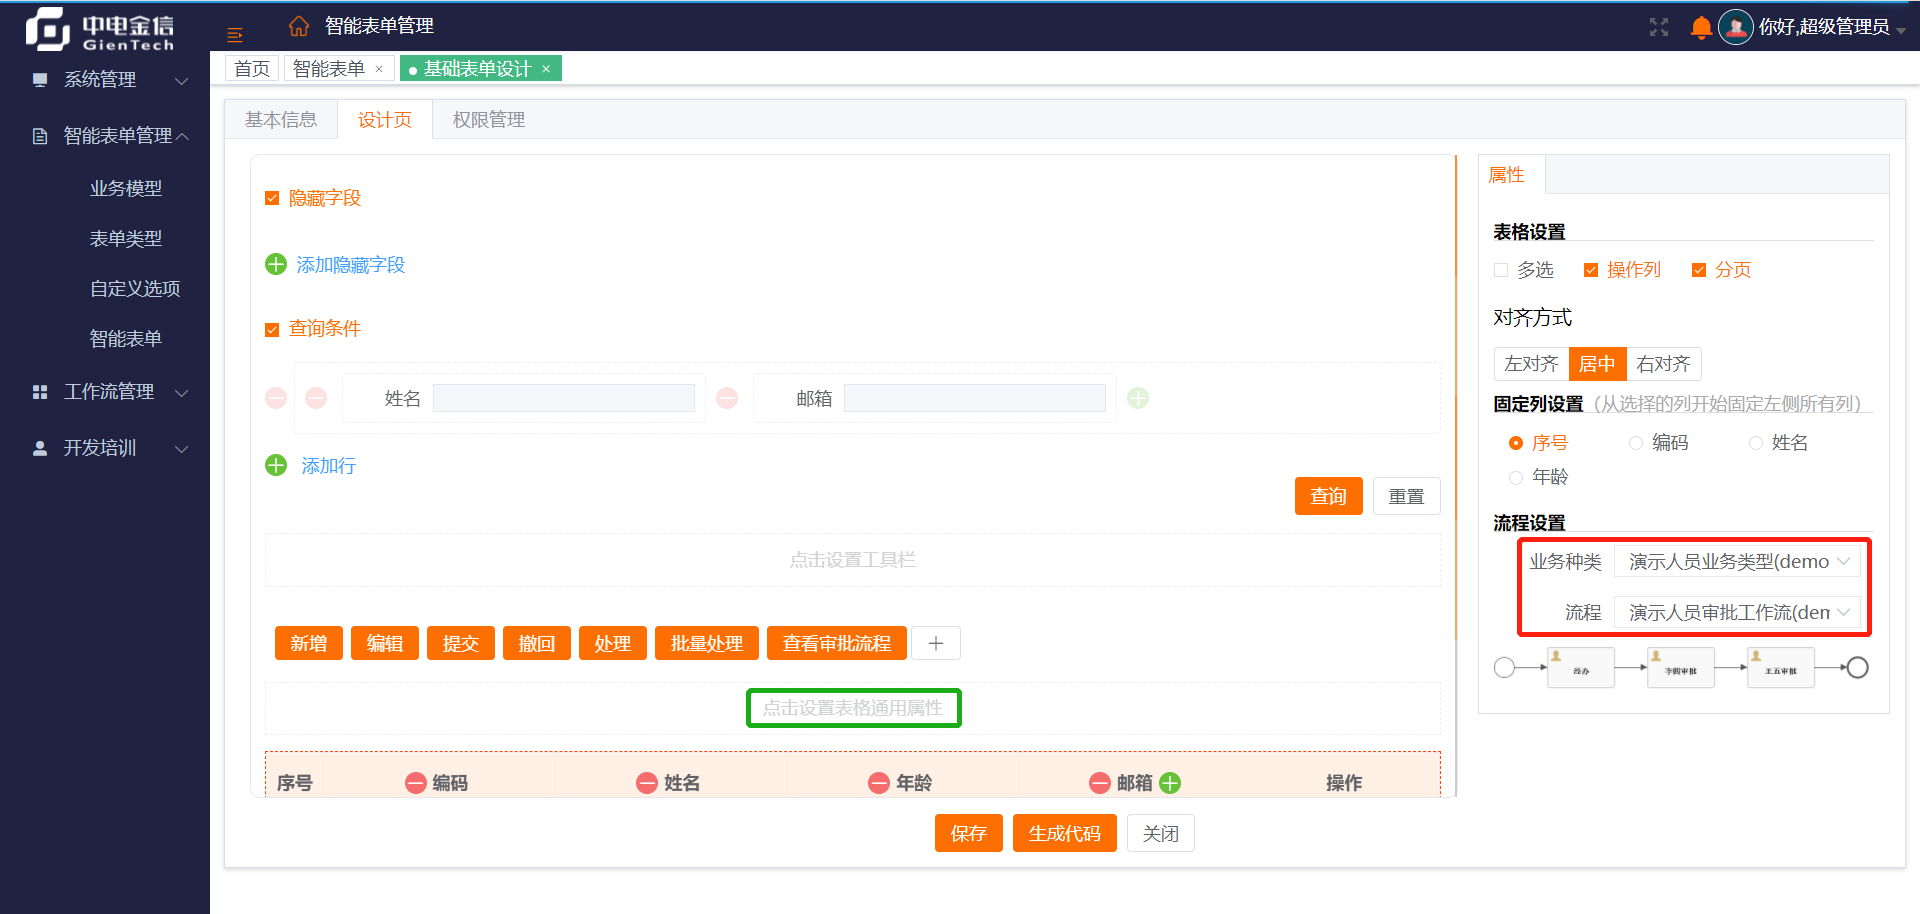 中电金信
GienTech
智能表单管理
你好,超级管理员
首页
智能表单 ×
基础表单设计 ×
系统管理
智能表单管理
业务模型
表单类型
自定义选项
智能表单
工作流管理
开发培训
基本信息
设计页
权限管理
隐藏字段
添加隐藏字段
查询条件
姓名
邮箱
添加行
查询
重置
点击设置工具栏
新增
编辑
提交
撤回
处理
批量处理
查看审批流程
点击设置表格通用属性
序号
编码
姓名
年龄
邮箱
操作
保存
生成代码
关闭
属性
表格设置
多选
操作列
分页
对齐方式
左对齐
居中
右对齐
固定列设置（从选择的列开始固定左侧所有列）
序号
编码
姓名
年龄
流程设置
业务种类
演示人员业务类型(demo
流程
演示人员审批工作流(den
经办
李四审批
王五审批